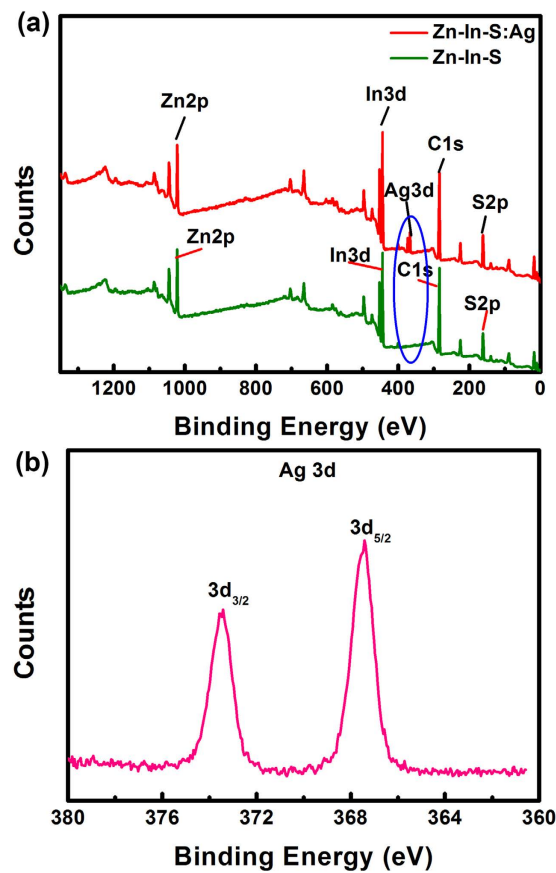 (a)
Zn-In-S:Ag
Zn-In-S
In3d
Zn2p
C1s
Ag3d
S2p
Zn2p
In3d
C1s
S2p
Counts
1200 1000 800 600 400 200 0
Binding Energy (eV)
(b)
Ag 3d
3d5/2
3d3/2
Counts
380 376 372 368 364 360
Binding Energy (eV)